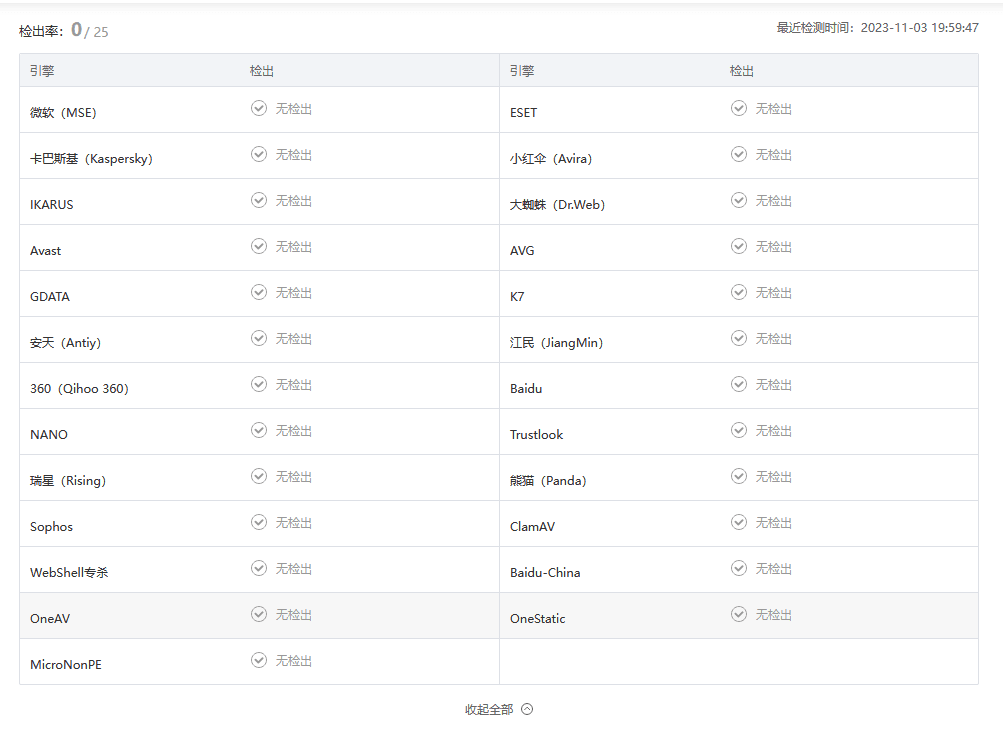 检出率：0 / 25
最近检测时间：2023-11-03 19:59:47
引擎 检出 引擎 检出
微软（MSE） 无检出 ESET 无检出
卡巴斯基（Kaspersky） 无检出 小红伞（Avira） 无检出
IKARUS 无检出 大蜘蛛（Dr.Web） 无检出
Avast 无检出 AVG 无检出
GDATA 无检出 K7 无检出
安天（Antiy） 无检出 江民（JiangMin） 无检出
360（Qihoo 360） 无检出 Baidu 无检出
NANO 无检出 Trustlook 无检出
瑞星（Rising） 无检出 熊猫（Panda） 无检出
Sophos 无检出 ClamAV 无检出
WebShell专杀 无检出 Baidu-China 无检出
OneAV 无检出 OneStatic 无检出
MicroNonPE 无检出
收起全部